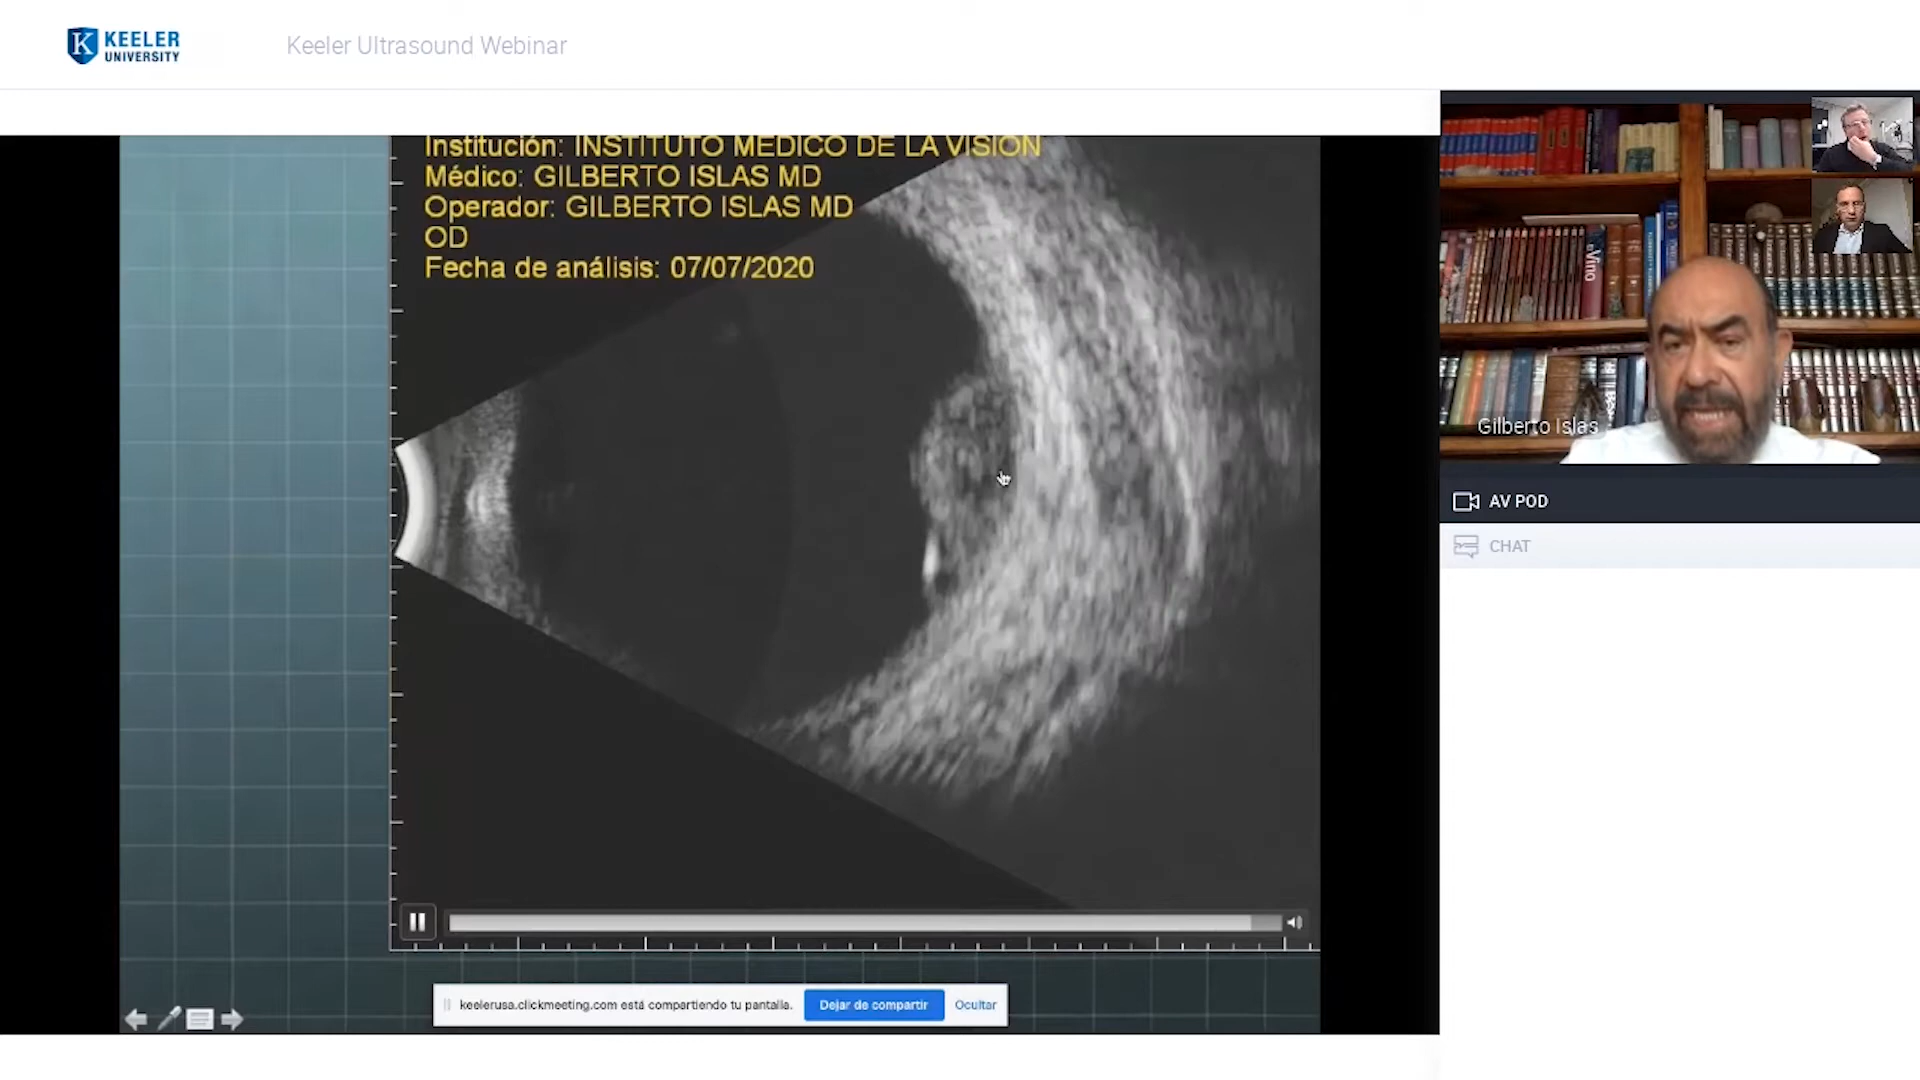 K KEELER
UNIVERSITY
Keeler Ultrasound Webinar
Institución: INSTITUTO MEDICO DE LA VISION
Médico: GILBERTO ISLAS MD
Operador: GILBERTO ISLAS MD
OD
Fecha de análisis: 07/07/2020
Vino
Gilberto Islas
AV POD
CHAT
keelerusa.clickmeeting.com está compartiendo tu pantalla.
Dejar de compartir
Ocultar